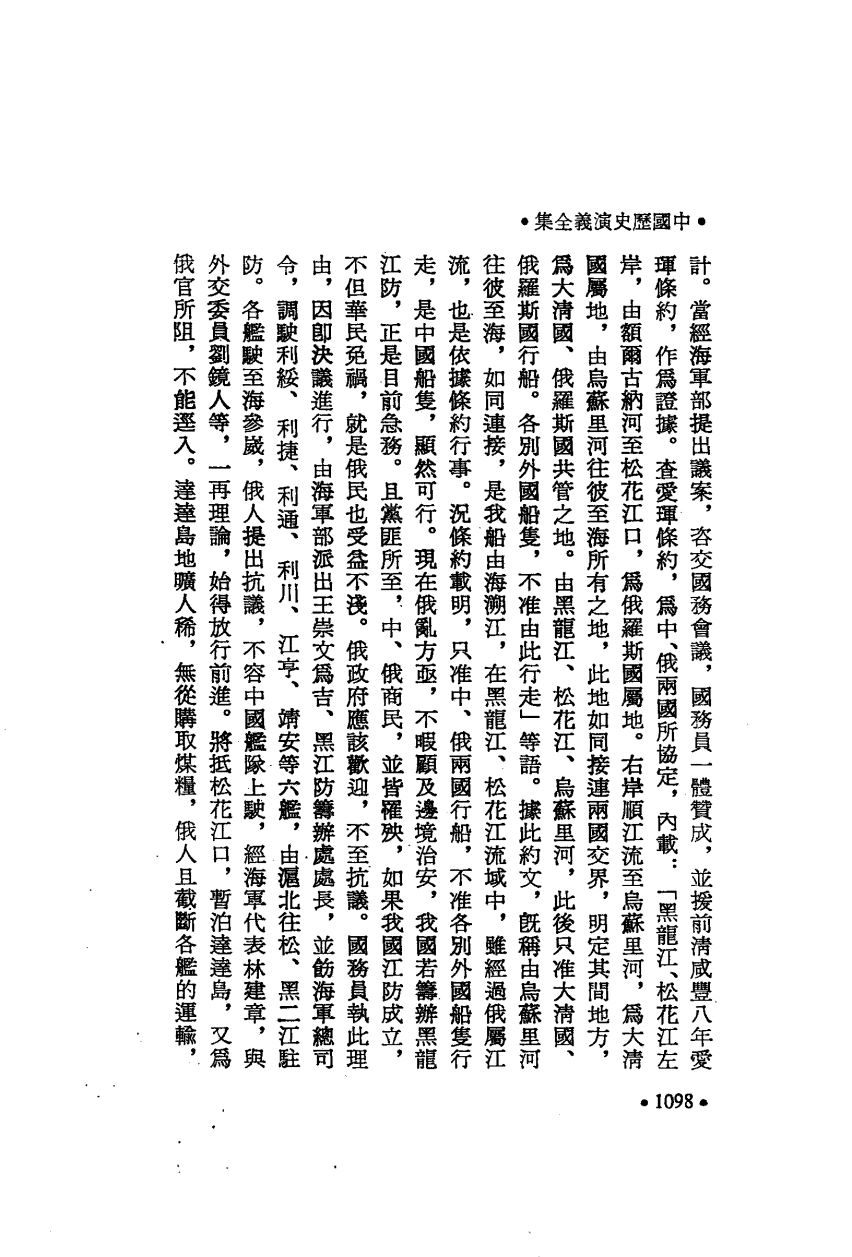 •中國歷史演義全集•
計。當經海軍部提出議案，咨交國務會議，國務員一體贊成，並援前清咸豐八年愛
琿條約，作爲證據。查愛琿條約，爲中、俄兩國所協定，內載：「黑龍江、松花江左
岸，由額爾古納河至松花江口，爲俄羅斯國屬地。右岸順江流至烏蘇里河，爲大清
國屬地，由烏蘇里河往彼至海所有之地，此地如同接連兩國交界，明定其間地方，
爲大清國、俄羅斯國共管之地。由黑龍江、松花江、烏蘇里河，此後只准大清國、
俄羅斯國行船。各別外國船隻，不准由此行走」等語。據此約文，旣稱由烏蘇里河
往彼至海，如同連接，是我船由海溯江，在黑龍江、松花江流域中，雖經過俄屬江
流，也是依據條約行事。況條約載明，只准中、俄兩國行船，不准各別外國船隻行
走，是中國船隻，顯然可行。現在俄亂方亟，不暇顧及邊境治安，我國若籌辦黑龍
江防，正是目前急務。且黨匪所至，中、俄商民，並皆罹殃，如果我國江防成立，
不但華民免禍，就是俄民也受益不淺。俄政府應該歡迎，不至抗議。國務員執此理
由，因卽決議進行，由海軍部派出王崇文爲吉、黑江防籌辦處處長，並飭海軍總司
令，調駛利綏、利捷、利通、利川、江亨、靖安等六艦，由滬北往松、黑二江駐
防。各艦駛至海參崴，俄人提出抗議，不容中國艦隊上駛，經海軍代表林建章，與
外交委員劉鏡人等，一再理論，始得放行前進。將抵松花江口，暫泊達達島，又爲
俄官所阻，不能逕入。達達島地曠人稀，無從購取煤糧，俄人且截斷各艦的運輸，
•1098•